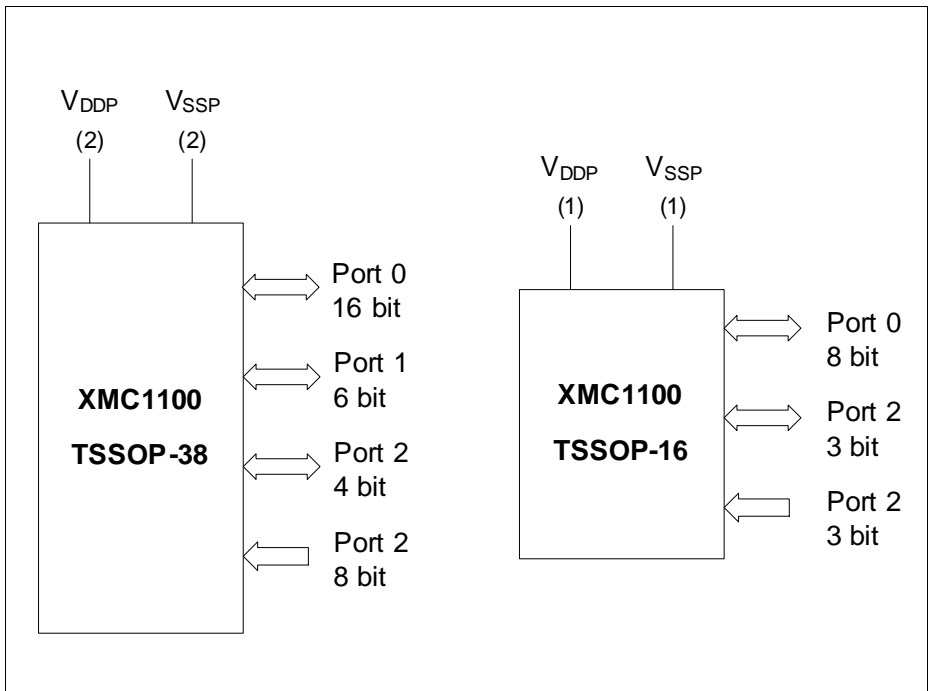 VDDP VSSP
(2) (2)
Port 0
16 bit
Port 1
6 bit
XMC1100
TSSOP-38
Port 2
4 bit
Port 2
8 bit
VDDP VSSP
(1) (1)
Port 0
8 bit
XMC1100
TSSOP-16
Port 2
3 bit
Port 2
3 bit